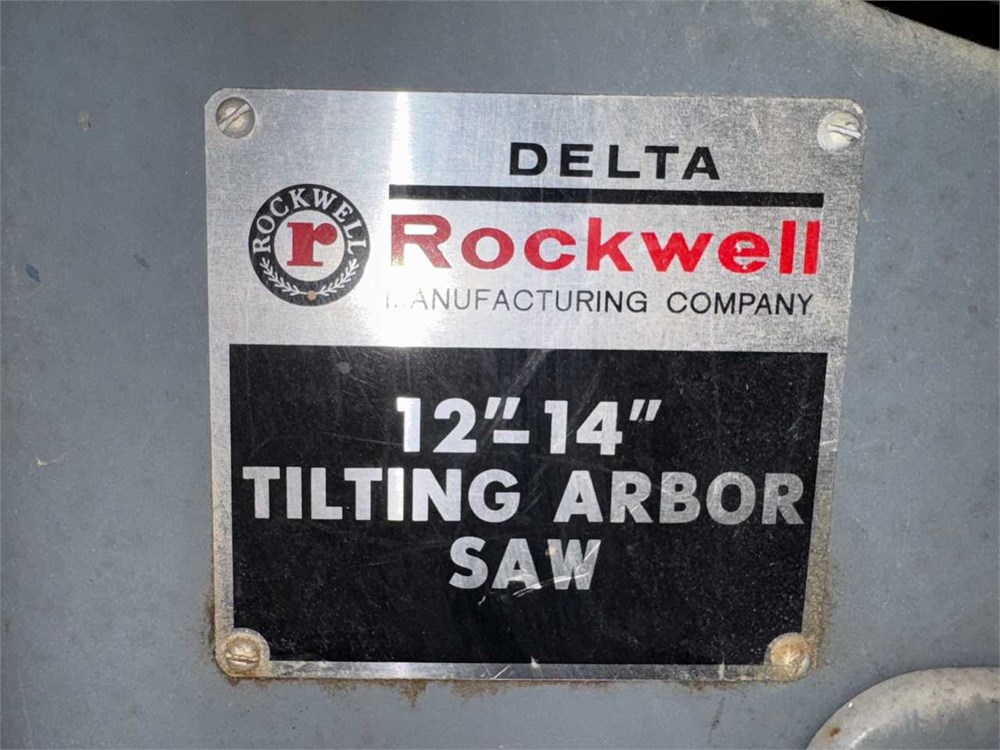 DELTA
ROCKWELL
r
Rockwell
MANUFACTURING COMPANY
12"-14"
TILTING ARBOR
SAW